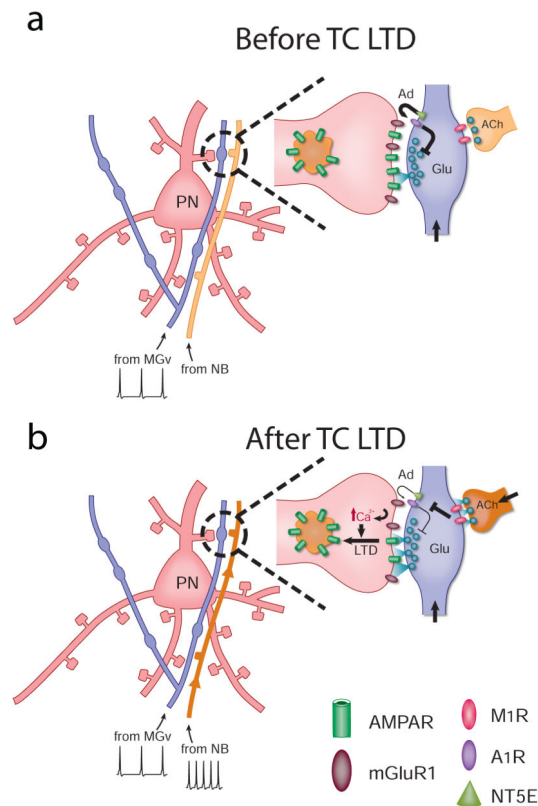 a
Before TC LTD
Ad
ACh
Glu
PN
from MGv
from NB
b
After TC LTD
Ad
Ca²⁺
ACh
LTD
Glu
PN
from MGv
from NB
AMPAR
M1R
mGluR1
A1R
NT5E